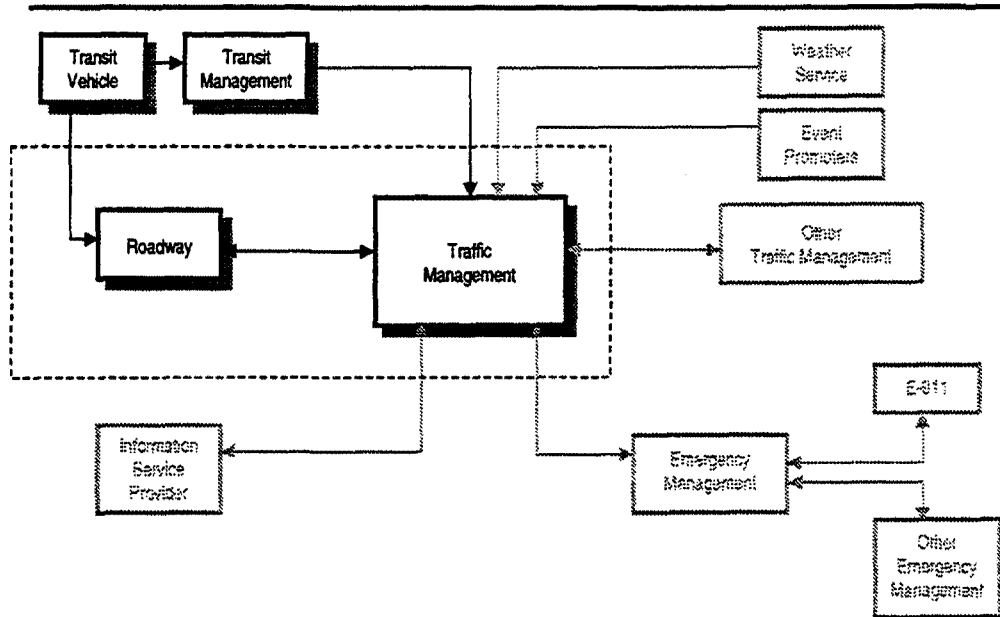 Transit
Vehicle
Transit
Management
Weather
Service
Event
Promoters
Roadway
Traffic
Management
Other
Traffic Management
E-911
Information
Service
Provider
Emergency
Management
Other
Emergency
Management